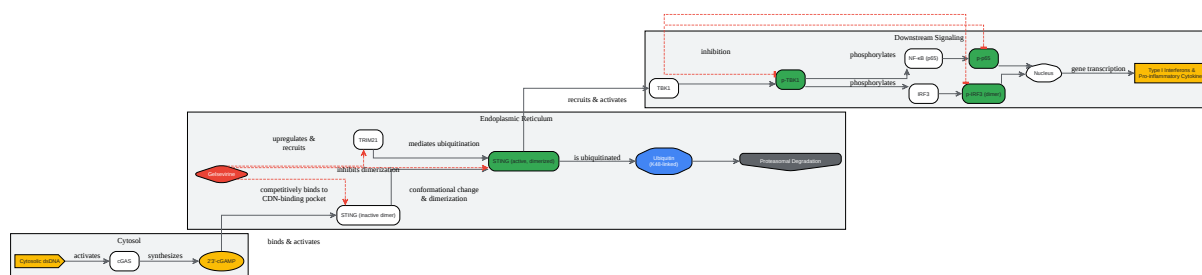 Downstream Signaling
inhibition
phosphorylates
NF-κB (p65)
p-p65
Nucleus
gene transcription
Type I Interferons &
Pro-inflammatory Cytokines
TBK1
p-TBK1
phosphorylates
IRF3
p-IRF3 (dimer)
recruits & activates
Endoplasmic Reticulum
upregulates &
recruits
TRIM21
mediates ubiquitination
STING (active, dimerized)
is ubiquitinated
Ubiquitin
(K48-linked)
Proteasomal Degradation
Gelsevirine
inhibits dimerization
competitively binds to
CDN-binding pocket
conformational change
& dimerization
STING (inactive dimer)
binds & activates
Cytosol
Cytosolic dsDNA
activates
cGAS
synthesizes
2'3'-cGAMP